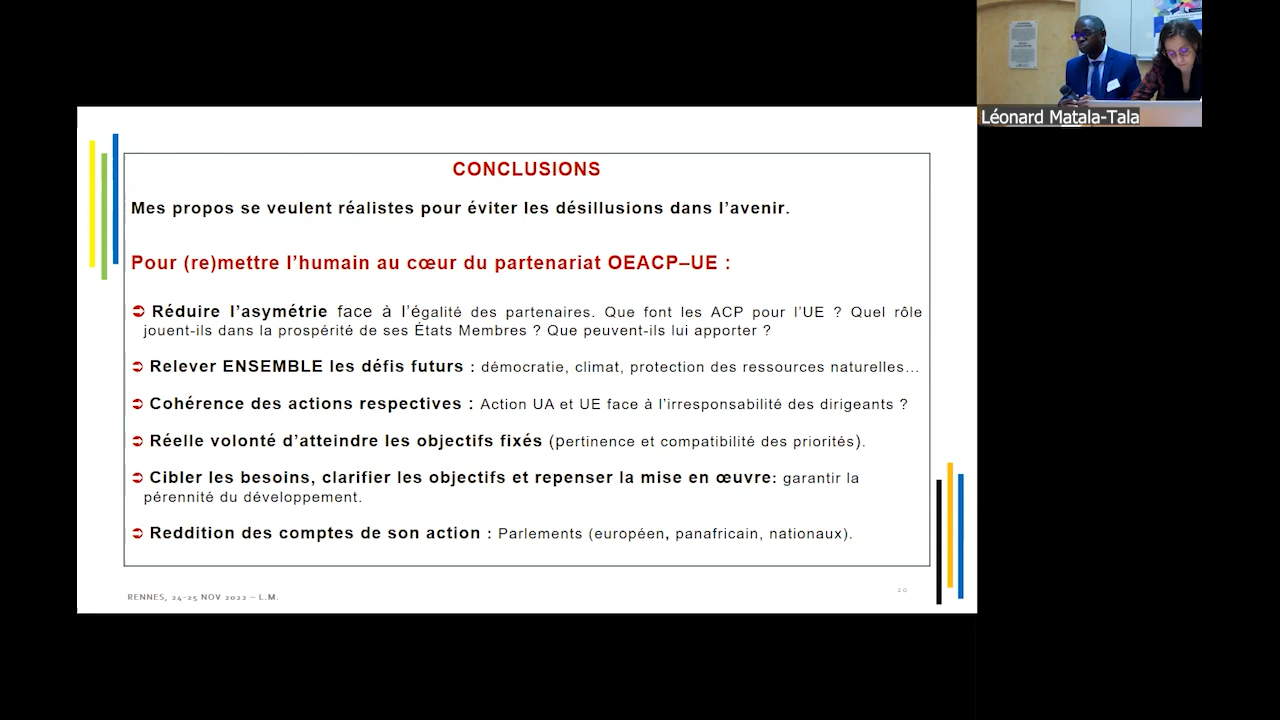 Léonard Matala-Tala
CONCLUSIONS
Mes propos se veulent réalistes pour éviter les désillusions dans l’avenir.
Pour (re)mettre l’humain au cœur du partenariat OEACP–UE :
➲ Réduire l’asymétrie face à l’égalité des partenaires. Que font les ACP pour l’UE ? Quel rôle
jouent-ils dans la prospérité de ses États Membres ? Que peuvent-ils lui apporter ?
➲ Relever ENSEMBLE les défis futurs : démocratie, climat, protection des ressources naturelles…
➲ Cohérence des actions respectives : Action UA et UE face à l’irresponsabilité des dirigeants ?
➲ Réelle volonté d’atteindre les objectifs fixés (pertinence et compatibilité des priorités).
➲ Cibler les besoins, clarifier les objectifs et repenser la mise en œuvre: garantir la
pérennité du développement.
➲ Reddition des comptes de son action : Parlements (européen, panafricain, nationaux).
RENNES, 24-25 NOV 2022 – L.M.
20